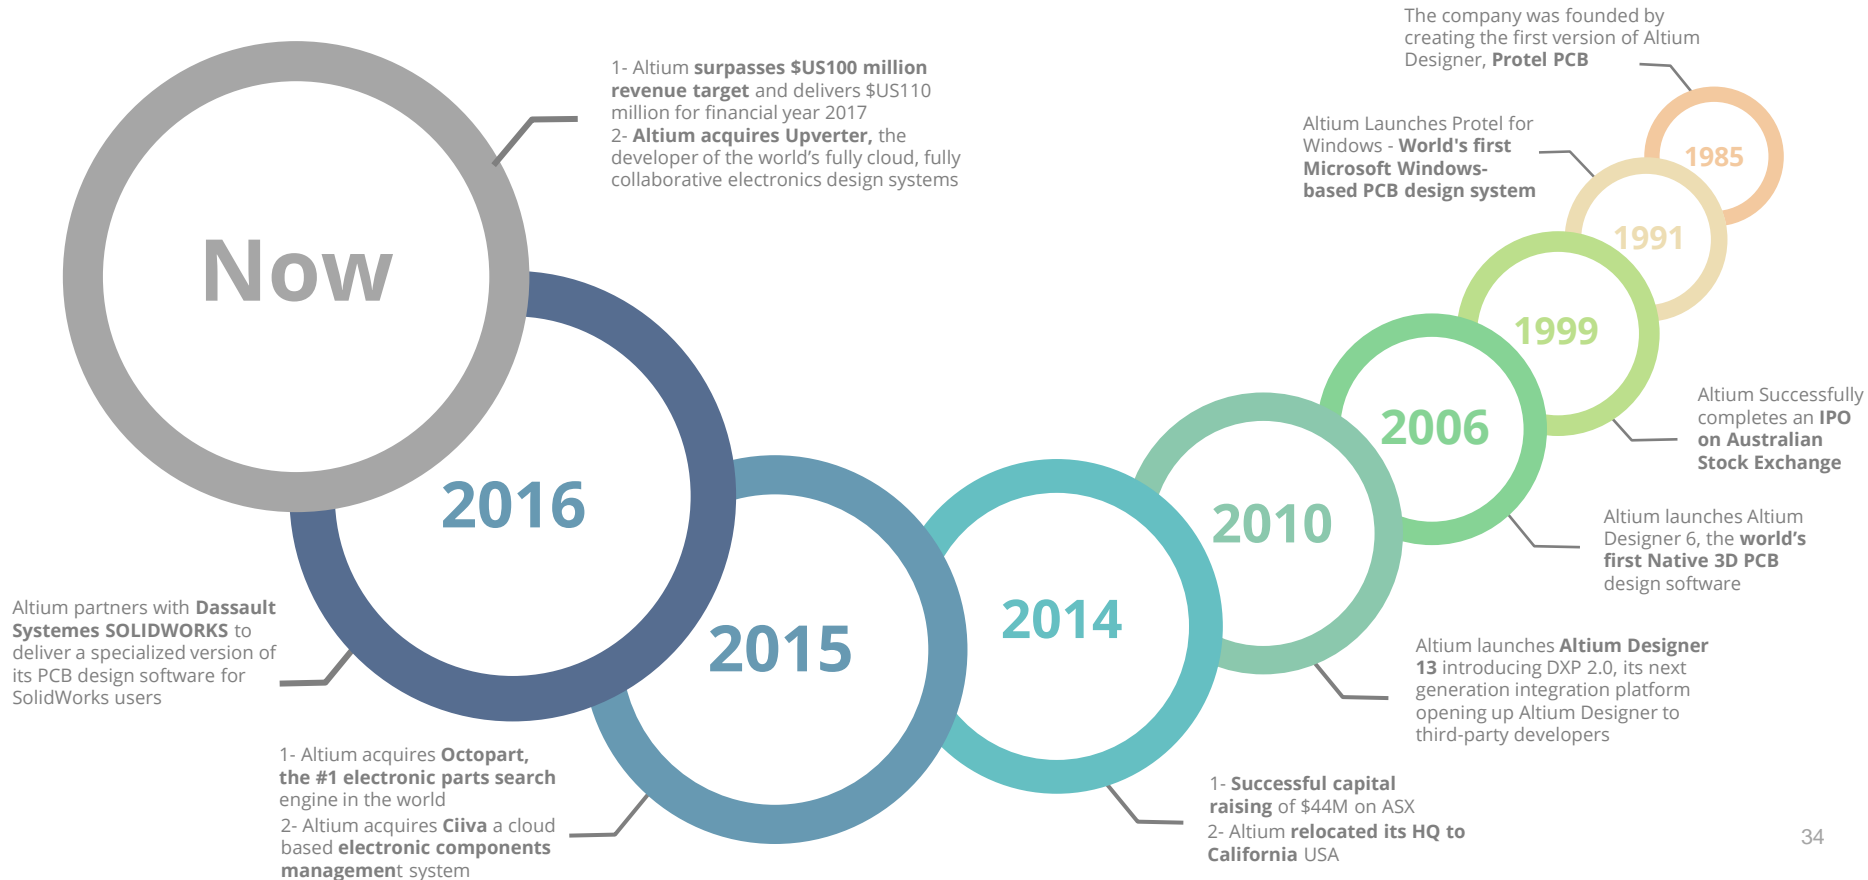 The company was founded by
creating the first version of Altium
Designer, Protel PCB
1985
Altium Launches Protel for
Windows - World's first
Microsoft Windows-
based PCB design system
1991
1999
Altium Successfully
completes an IPO
on Australian
Stock Exchange
2006
Altium launches Altium
Designer 6, the world’s
first Native 3D PCB
design software
2010
Altium launches Altium Designer
13 introducing DXP 2.0, its next
generation integration platform
opening up Altium Designer to
third-party developers
2014
1- Successful capital
raising of $44M on ASX
2- Altium relocated its HQ to
California USA
2015
1- Altium acquires Octopart,
the #1 electronic parts search
engine in the world
2- Altium acquires Ciiva a cloud
based electronic components
management system
2016
Altium partners with Dassault
Systemes SOLIDWORKS to
deliver a specialized version of
its PCB design software for
SolidWorks users
Now
1- Altium surpasses $US100 million
revenue target and delivers $US110
million for financial year 2017
2- Altium acquires Upverter, the
developer of the world’s fully cloud, fully
collaborative electronics design systems
34